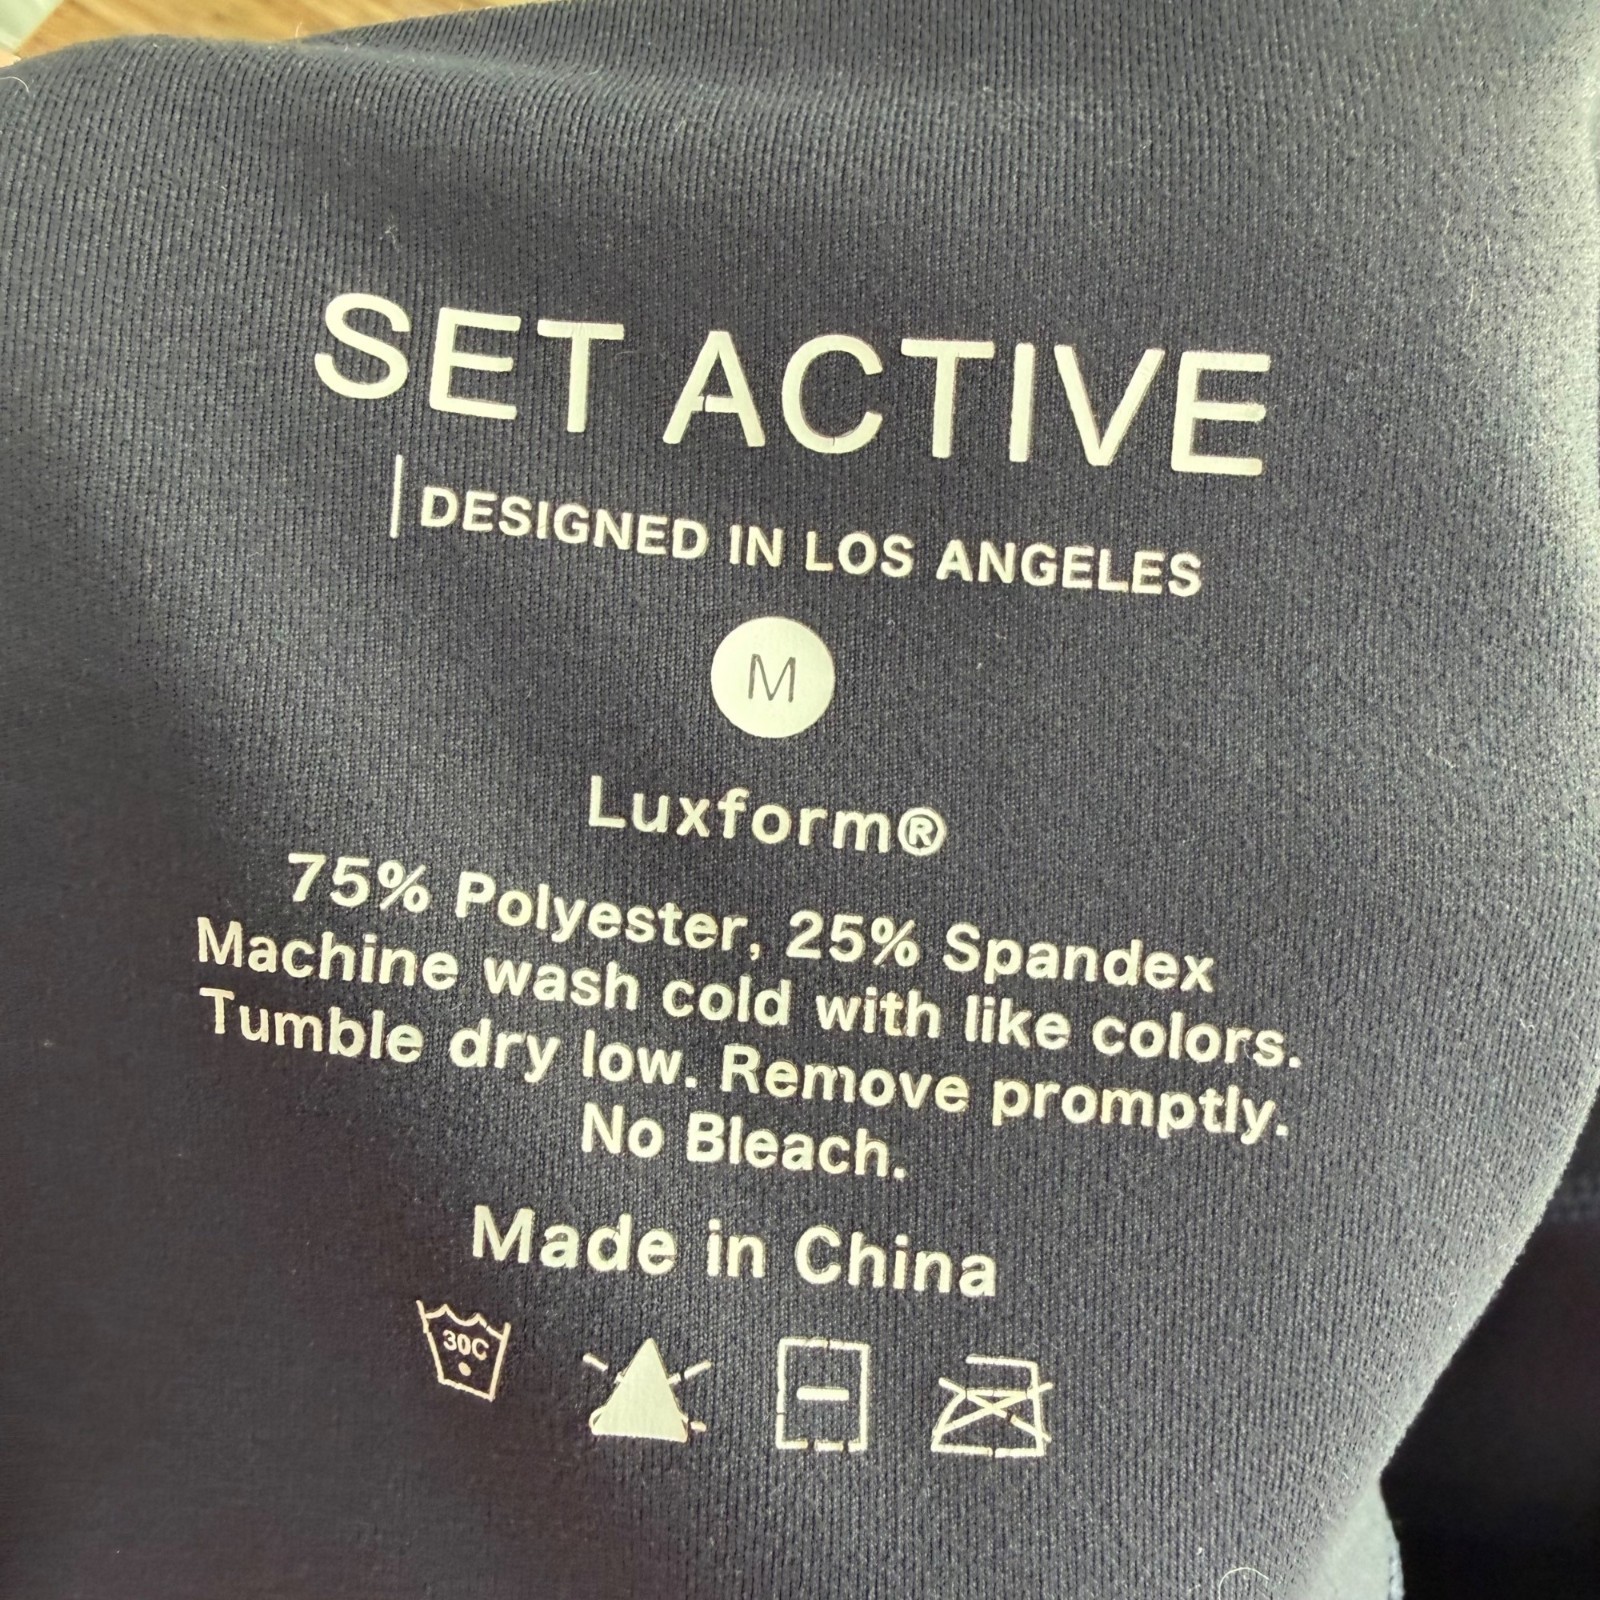 SET ACTIVE
DESIGNED IN LOS ANGELES
M
Luxform®
75% Polyester, 25% Spandex
Machine wash cold with like colors.
Tumble dry low. Remove promptly.
No Bleach.
Made in China
30C